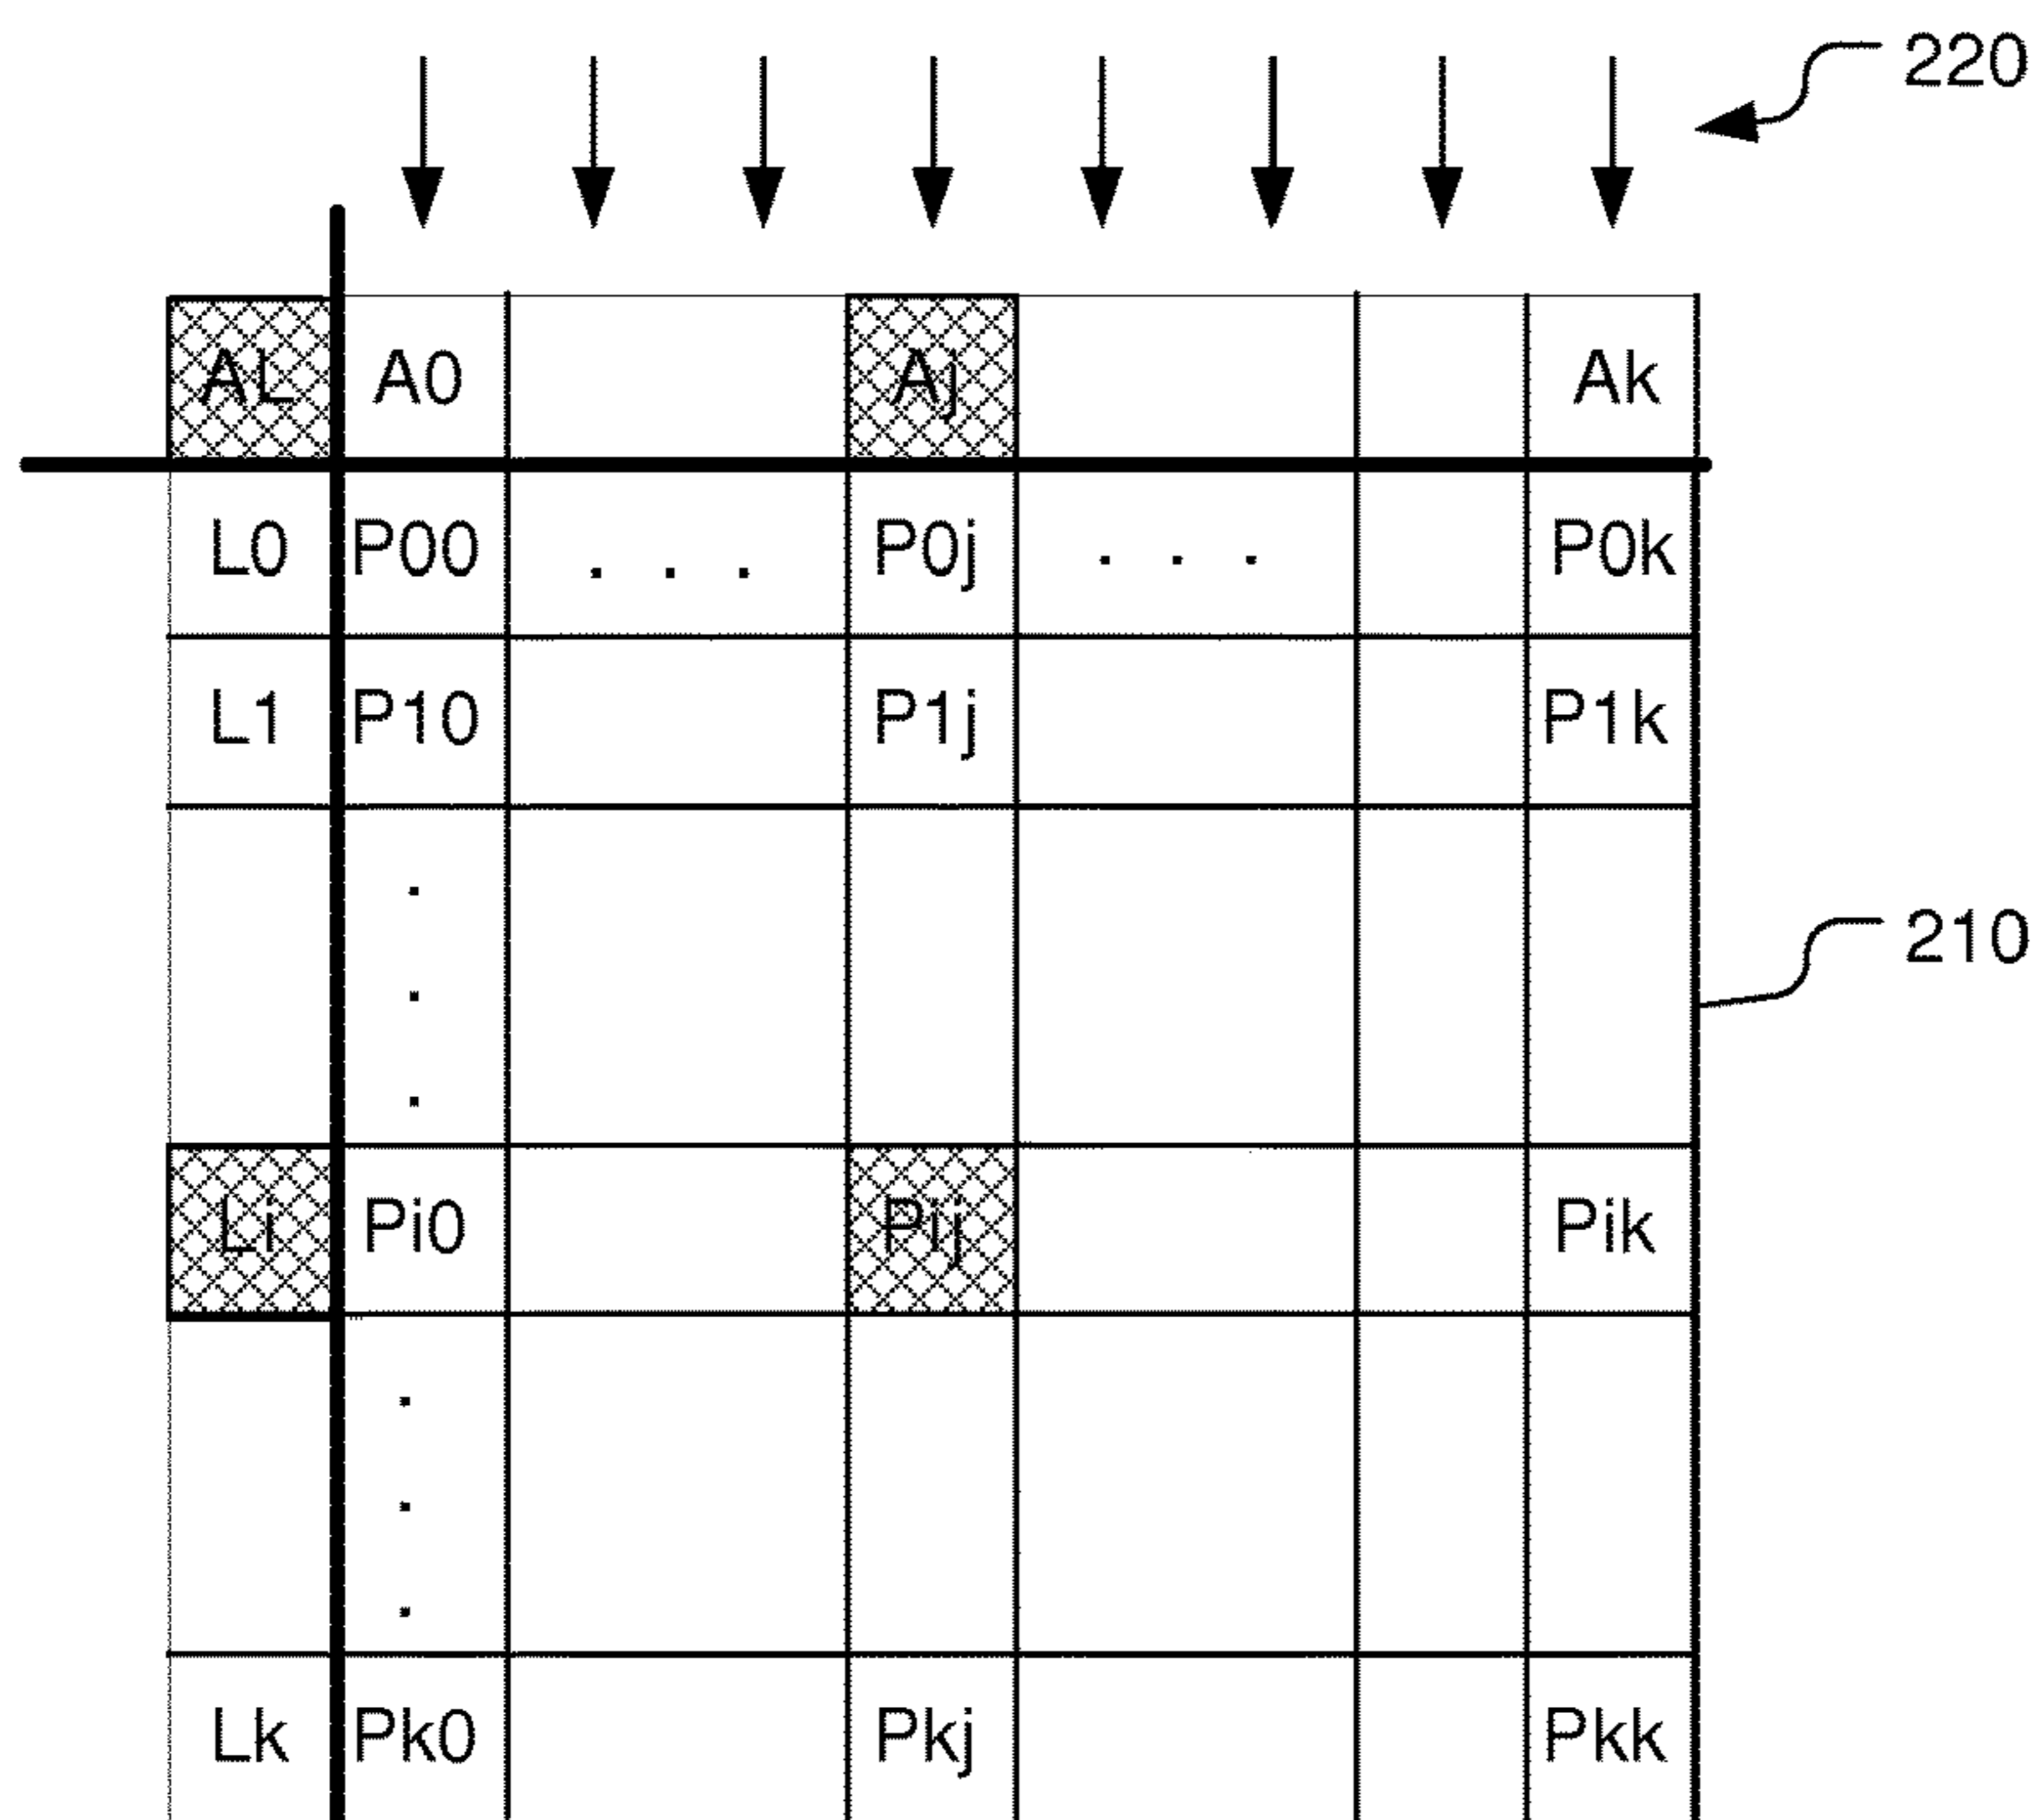 220
AL A0 Aj Ak
L0 P00 . . . P0j . . . P0k
L1 P10 P1j P1k
.
.
.
210
Li Pi0 Pij Pik
.
.
.
Lk Pk0 Pkj Pkk